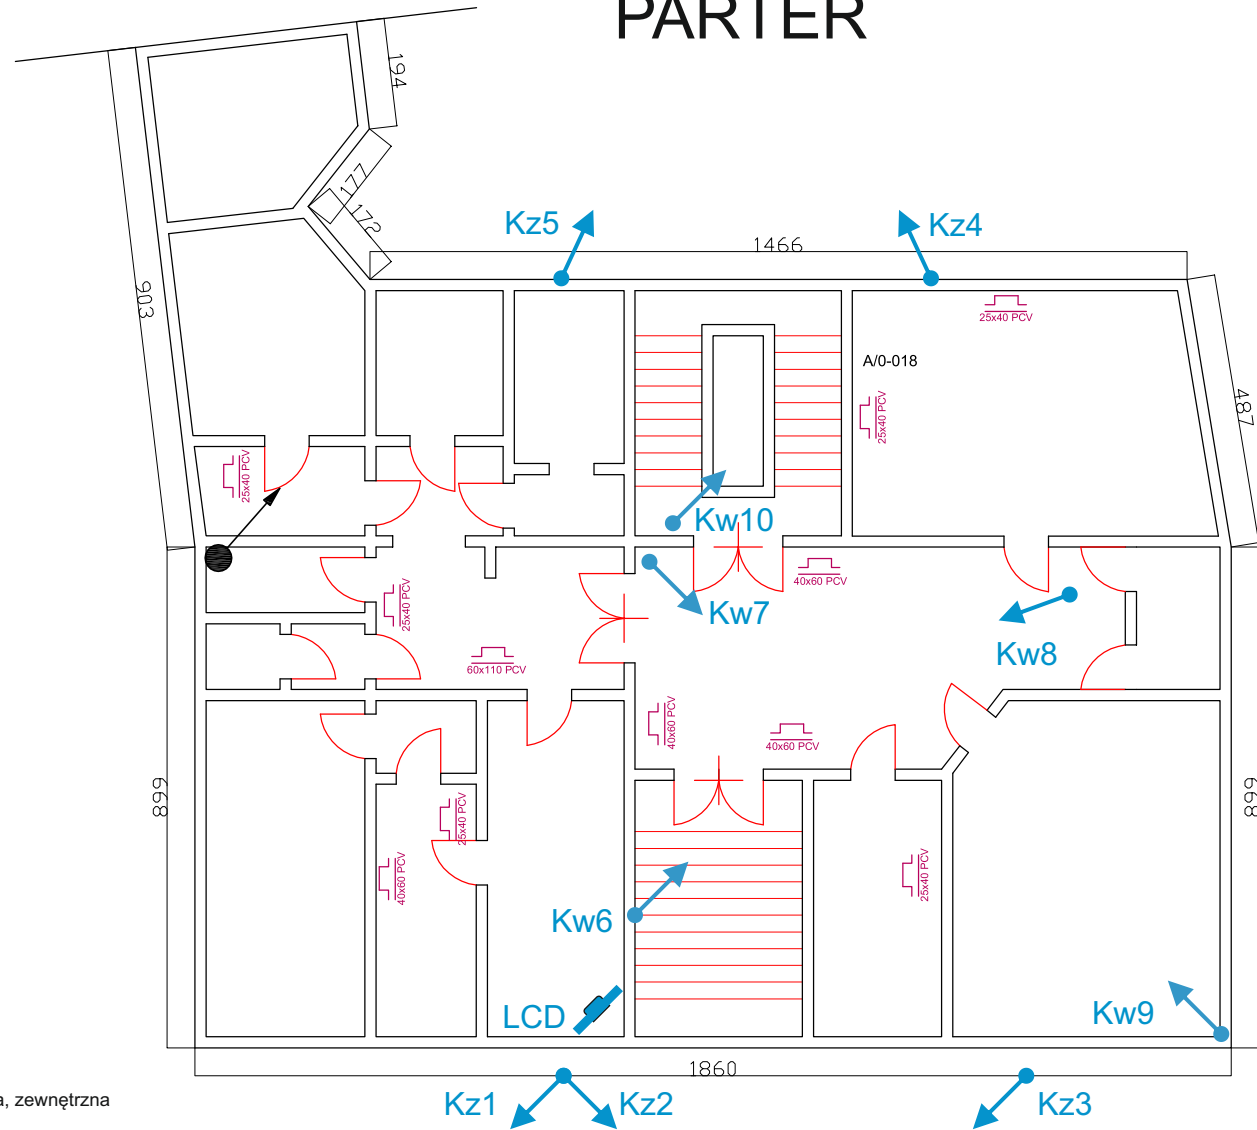 PARTER
194
177
172
Kz5
Kz4
1466
903
25x40 PCV
A/0-018
487
25x40 PCV
25x40 PCV
Kw10
40x60 PCV
25x40 PCV
Kw7
Kw8
60x110 PCV
40x60 PCV
40x60 PCV
899
899
25x40 PCV
40x60 PCV
25x40 PCV
Kw6
LCD
Kw9
1860
Kz1
Kz2
Kz3
a, zewnętrzna